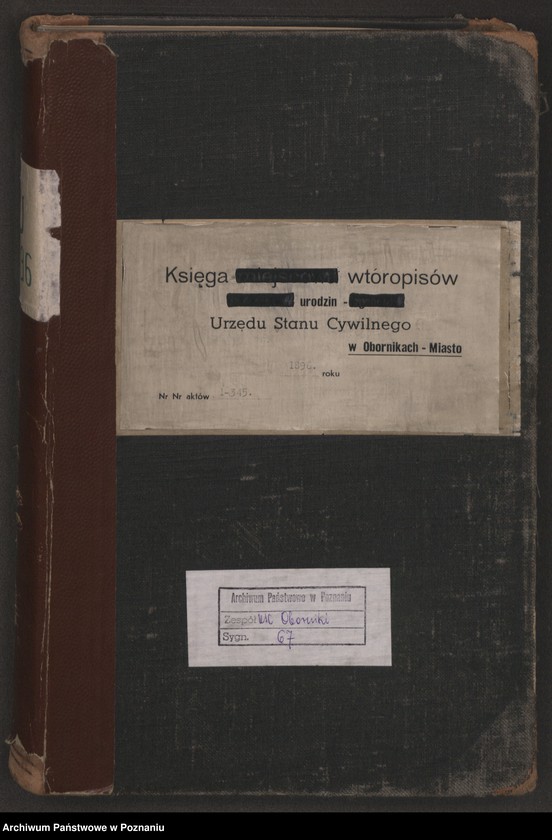 Księga wtóropisów
urodzin -
Urzędu Stanu Cywilnego
w Obornikach - Miasto
1896. roku
Nr Nr aktów 1-345.
Archiwum Państwowe w Poznaniu
Zespół USC Oborniki
Sygn. 67
Archiwum Państwowe w Poznaniu